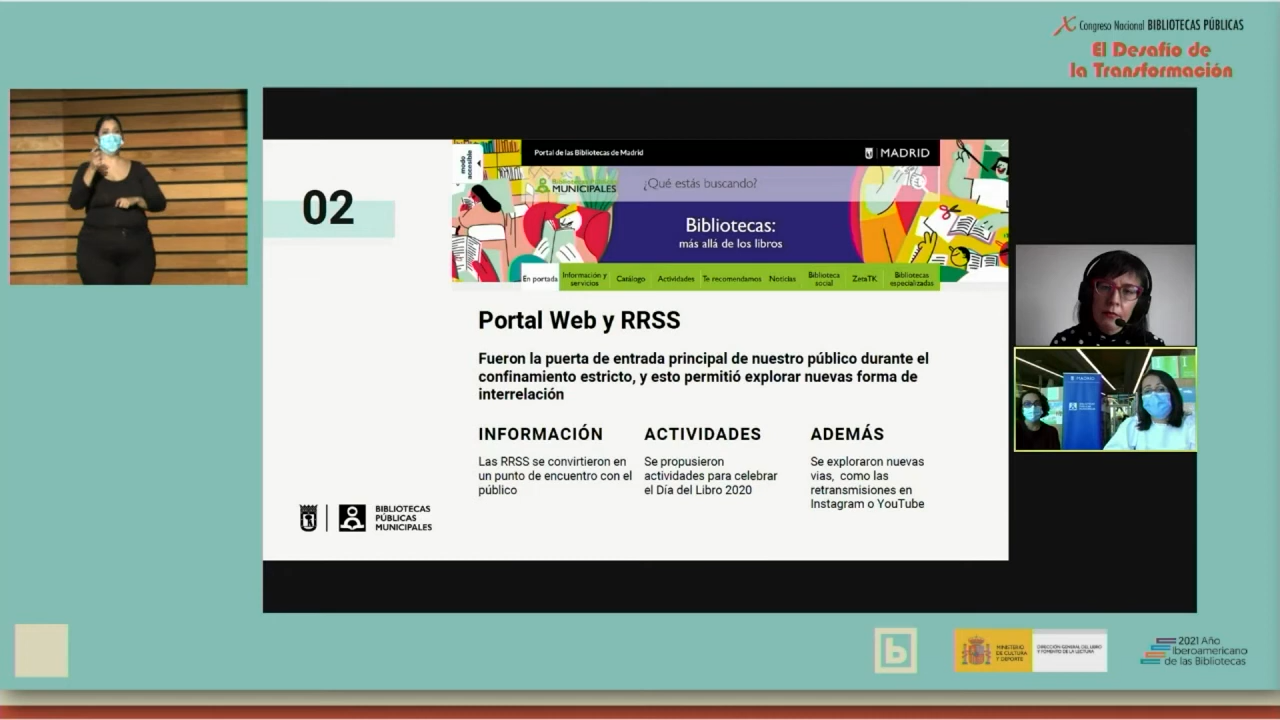 X Congreso Nacional BIBLIOTECAS PÚBLICAS
El Desafío de
la Transformación
02
modo
accesible
Portal de las Bibliotecas de Madrid
MADRID
MUNICIPALES
¿Qué estás buscando?
Bibliotecas:
más allá de los libros
En portada
Información y
servicios
Catálogo
Actividades
Te recomendamos
Noticias
Biblioteca
social
ZetaTK
Bibliotecas
especializadas
Portal Web y RRSS
Fueron la puerta de entrada principal de nuestro público durante el
confinamiento estricto, y esto permitió explorar nuevas forma de
interrelación
INFORMACIÓN
Las RRSS se convirtieron en
un punto de encuentro con el
público
ACTIVIDADES
Se propusieron
actividades para celebrar
el Día del Libro 2020
ADEMÁS
Se exploraron nuevas
vias, como las
retransmisiones en
Instagram o YouTube
BIBLIOTECAS
PÚBLICAS
MUNICIPALES
MADRID
b
MINISTERIO
DE CULTURA
Y DEPORTE
DIRECCIÓN GENERAL DEL LIBRO
Y FOMENTO DE LA LECTURA
2021 Año
Iberoamericano
de las Bibliotecas